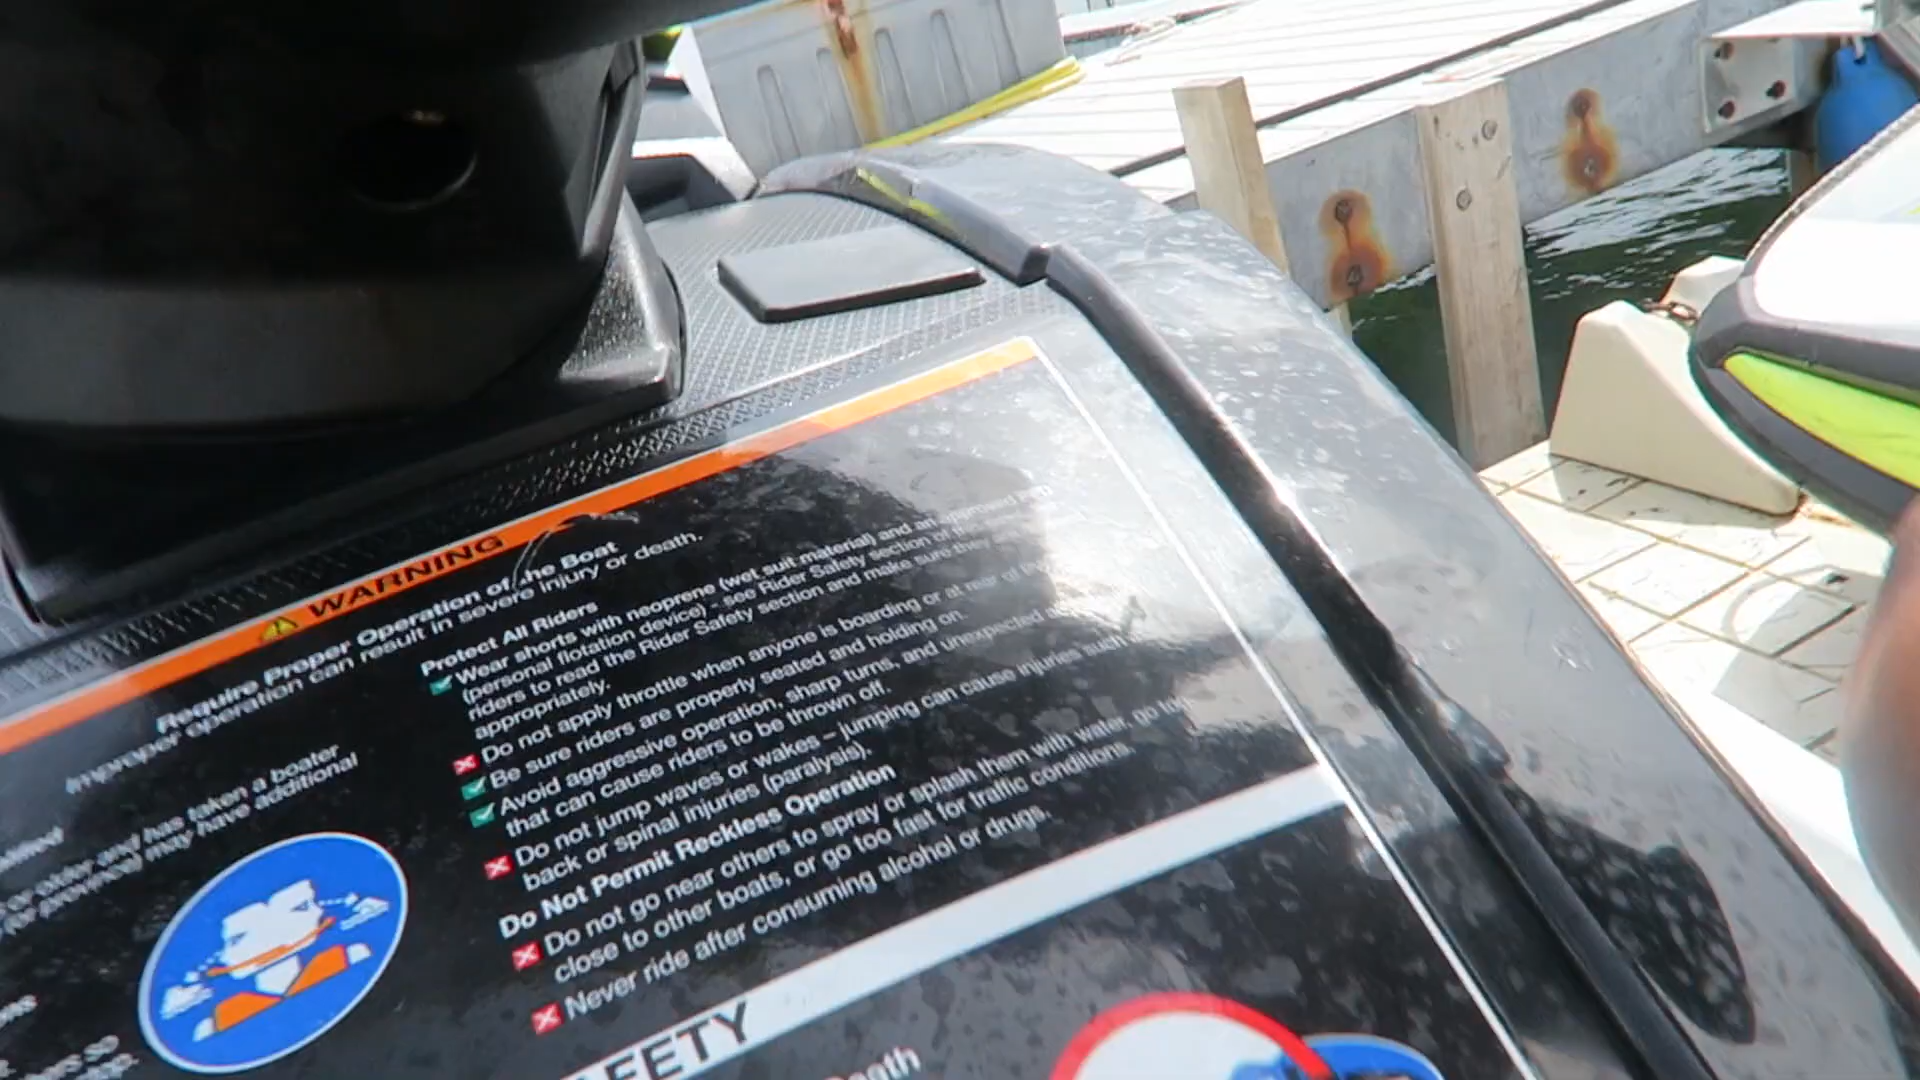 WARNING
Require Proper Operation of the Boat
Improper operation can result in severe injury or death.
or older and has taken a boater
(or province) may have additional
Protect All Riders
Wear shorts with neoprene (wet suit material) and an approved PFD
(personal flotation device) - see Rider Safety section of
riders to read the Rider Safety section and make sure they
appropriately.
Do not apply throttle when anyone is boarding or at rear of
Be sure riders are properly seated and holding on.
Avoid aggressive operation, sharp turns, and unexpected
that can cause riders to be thrown off.
Do not jump waves or wakes – jumping can cause injuries such
back or spinal injuries (paralysis).
Do Not Permit Reckless Operation
Do not go near others to spray or splash them with water, go too
close to other boats, or go too fast for traffic conditions.
Never ride after consuming alcohol or drugs.
AFETY